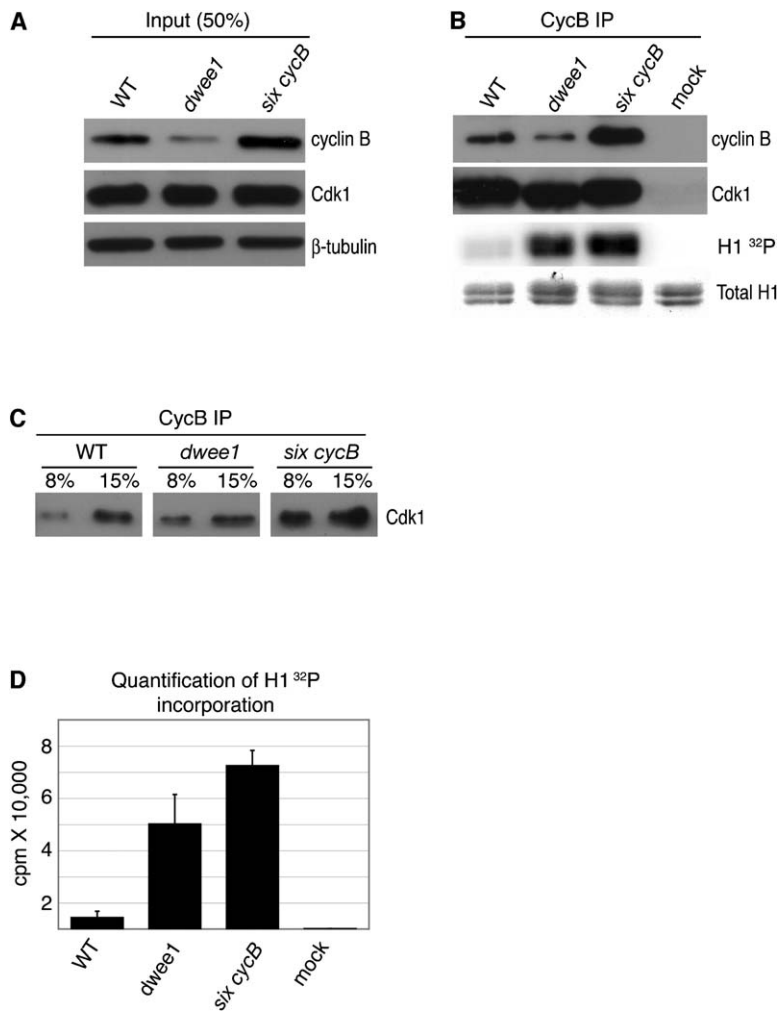 A
Input (50%)
WT
dwee1
six cycB
cyclin B
Cdk1
β-tubulin
B
CycB IP
WT
dwee1
six cycB
mock
cyclin B
Cdk1
H1 ³²P
Total H1
C
CycB IP
WT
dwee1
six cycB
8% 15% 8% 15% 8% 15%
Cdk1
D
Quantification of H1 ³²P
incorporation
cpm X 10,000
8
6
4
2
WT
dwee1
six cycB
mock